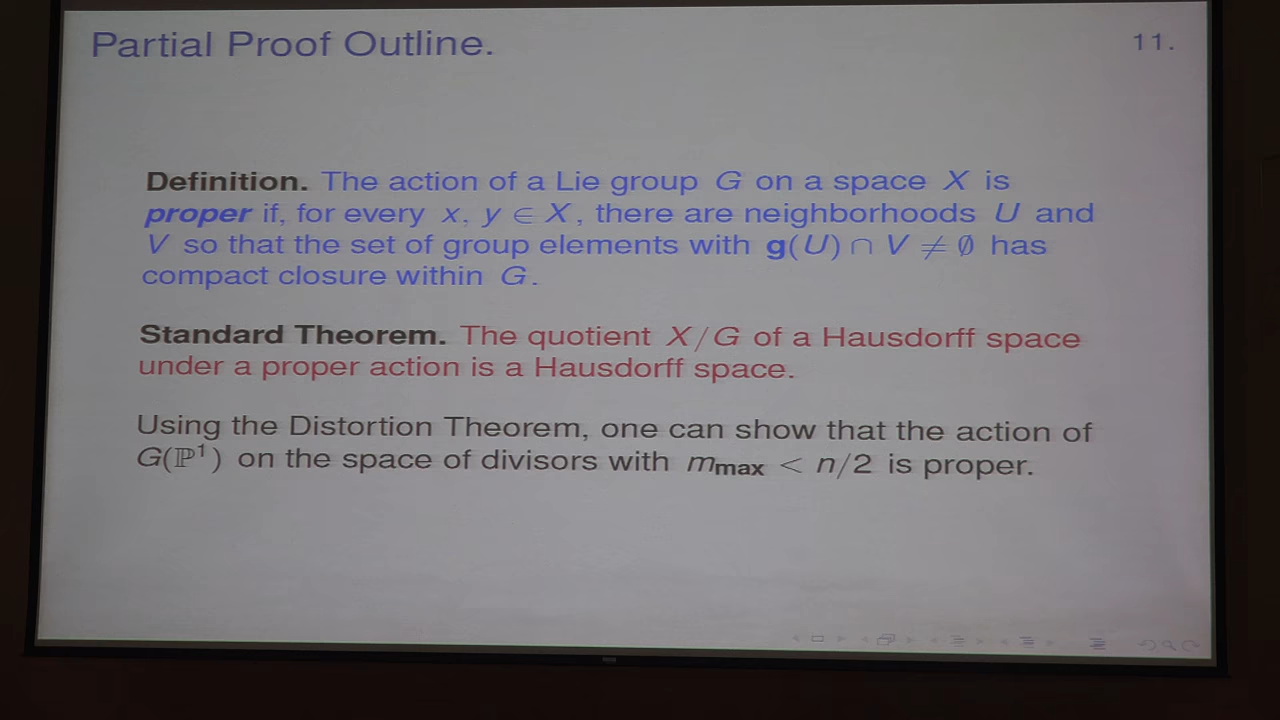 Partial Proof Outline.
11.
Definition. The action of a Lie group G on a space X is
proper if, for every x, y ∈ X, there are neighborhoods U and
V so that the set of group elements with g(U) ∩ V ≠ ∅ has
compact closure within G.
Standard Theorem. The quotient X/G of a Hausdorff space
under a proper action is a Hausdorff space.
Using the Distortion Theorem, one can show that the action of
G(ℙ¹) on the space of divisors with mmax < n/2 is proper.